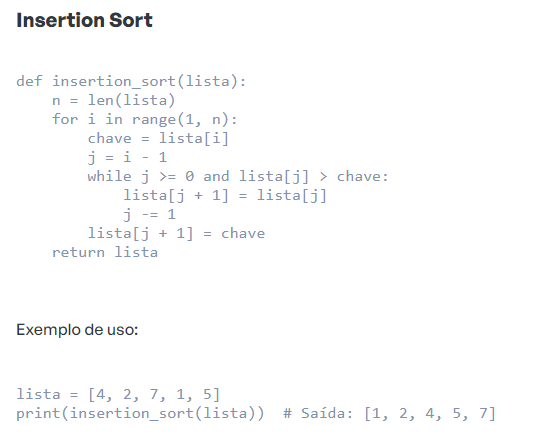 Insertion Sort
def insertion_sort(lista):
    n = len(lista)
    for i in range(1, n):
        chave = lista[i]
        j = i - 1
        while j >= 0 and lista[j] > chave:
            lista[j + 1] = lista[j]
            j -= 1
        lista[j + 1] = chave
    return lista
Exemplo de uso:
lista = [4, 2, 7, 1, 5]
print(insertion_sort(lista))  # Saída: [1, 2, 4, 5, 7]